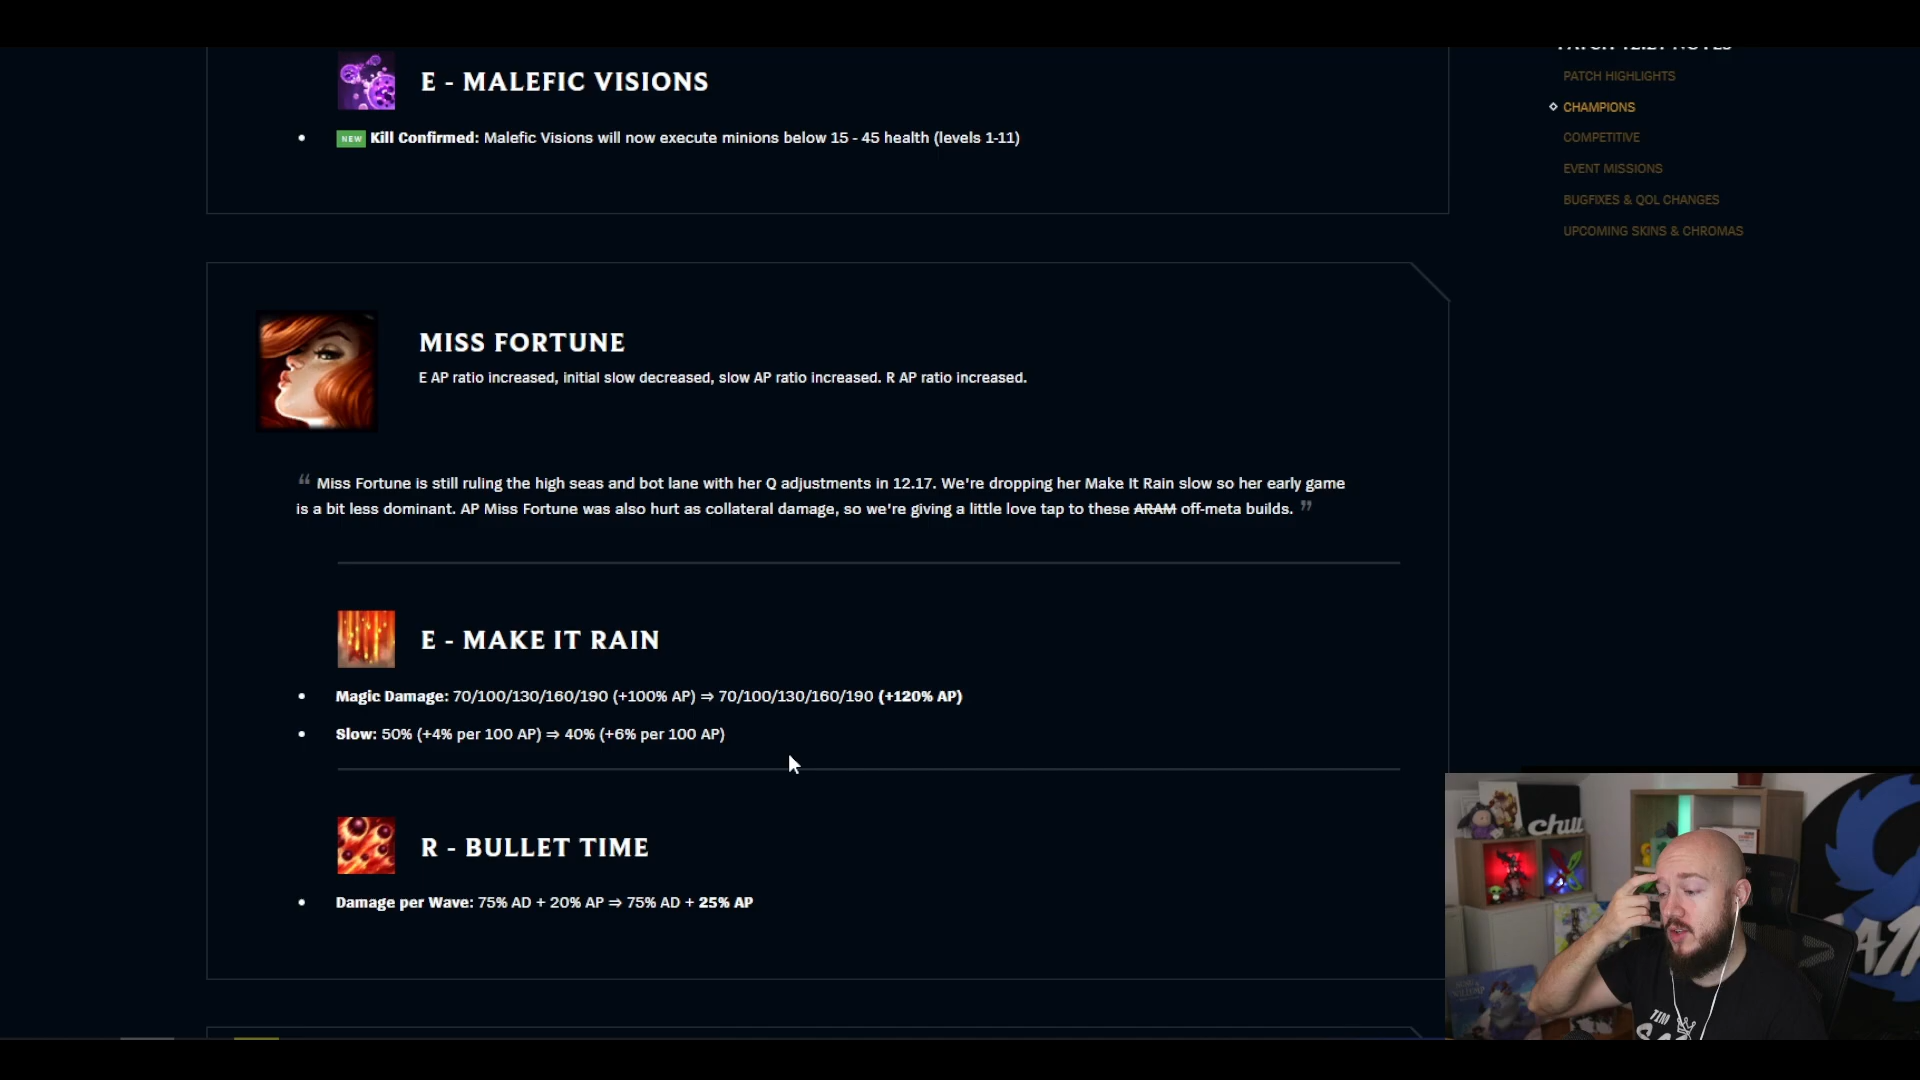 E - MALEFIC VISIONS
NEW Kill Confirmed: Malefic Visions will now execute minions below 15 - 45 health (levels 1-11)
PATCH HIGHLIGHTS
CHAMPIONS
COMPETITIVE
EVENT MISSIONS
BUGFIXES & QOL CHANGES
UPCOMING SKINS & CHROMAS
MISS FORTUNE
E AP ratio increased, initial slow decreased, slow AP ratio increased. R AP ratio increased.
“ Miss Fortune is still ruling the high seas and bot lane with her Q adjustments in 12.17. We're dropping her Make It Rain slow so her early game
is a bit less dominant. AP Miss Fortune was also hurt as collateral damage, so we're giving a little love tap to these ARAM off-meta builds. ”
E - MAKE IT RAIN
Magic Damage: 70/100/130/160/190 (+100% AP) ⇒ 70/100/130/160/190 (+120% AP)
Slow: 50% (+4% per 100 AP) ⇒ 40% (+6% per 100 AP)
R - BULLET TIME
Damage per Wave: 75% AD + 20% AP ⇒ 75% AD + 25% AP
chill
TIM